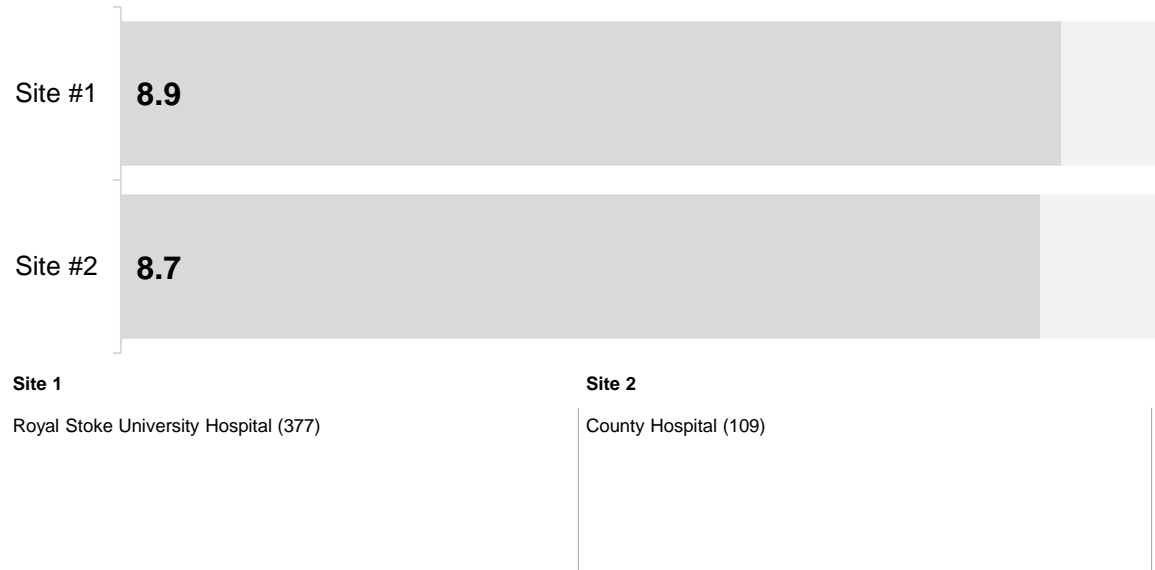 Site #1 8.9
Site #2 8.7
Site 1
Royal Stoke University Hospital (377)
Site 2
County Hospital (109)